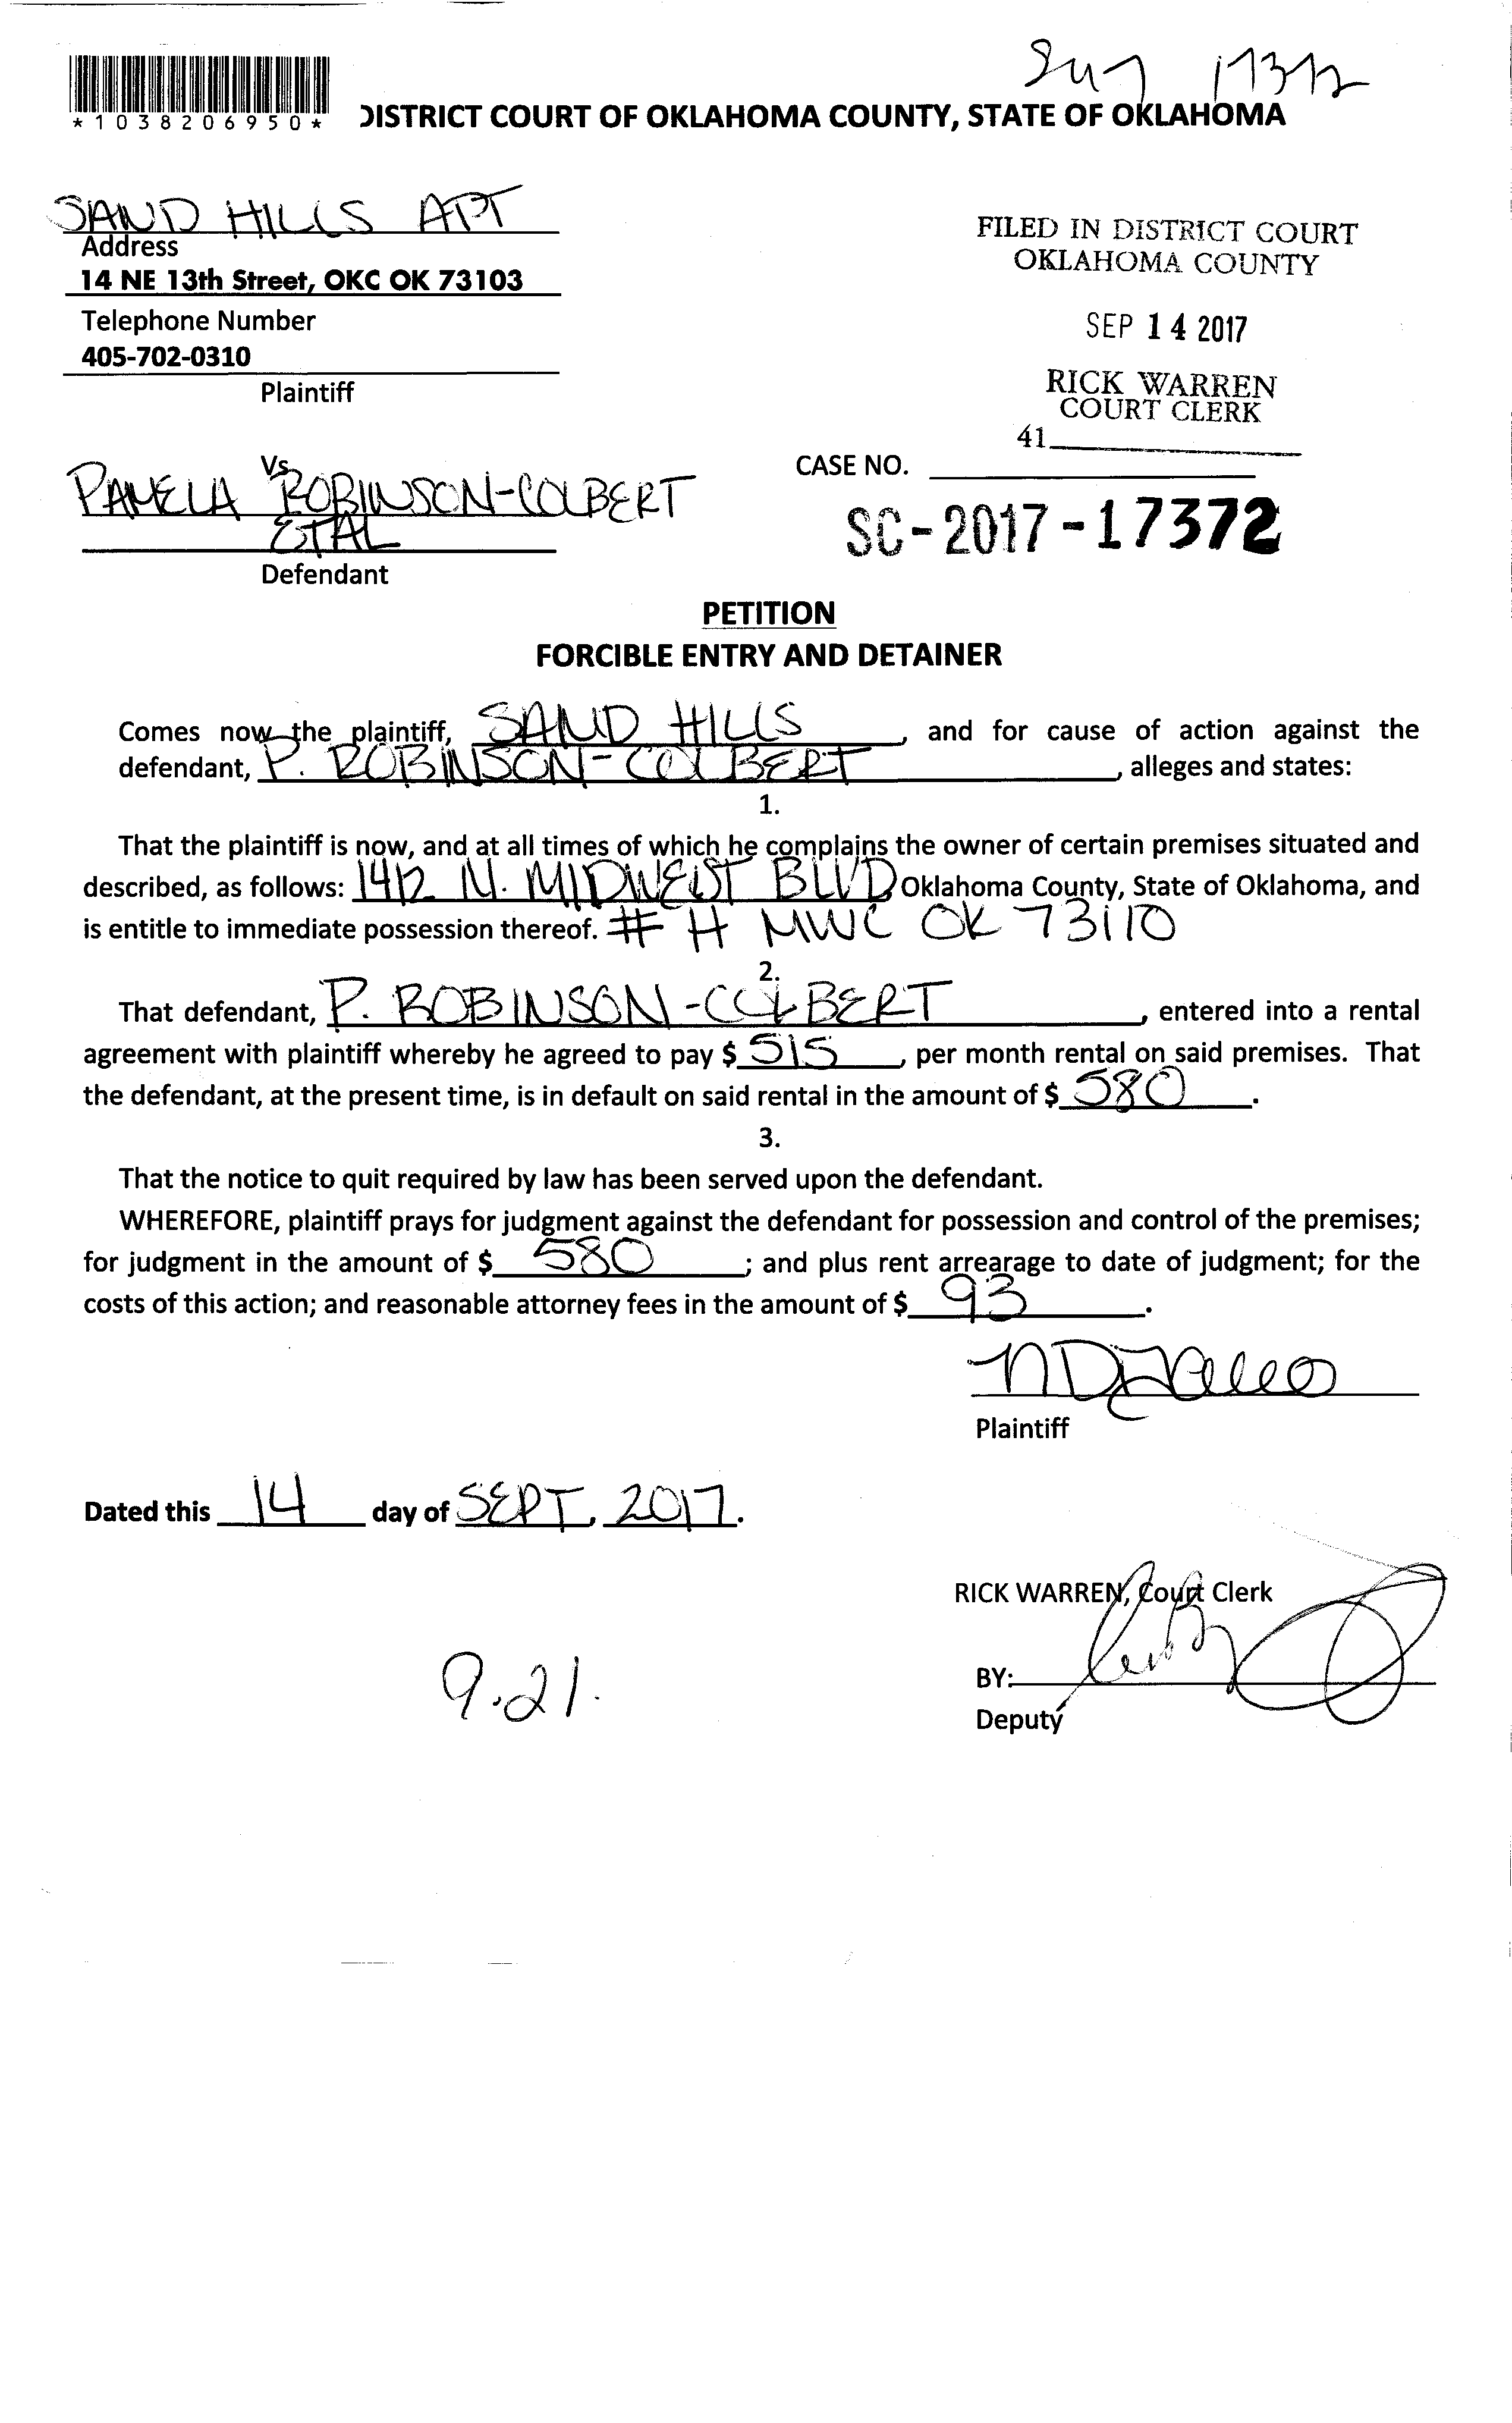 *1038206950*
DISTRICT COURT OF OKLAHOMA COUNTY, STATE OF OKLAHOMA
SAND HILLS APT
Address
14 NE 13th Street, OKC OK 73103
Telephone Number
405-702-0310
Plaintiff
FILED IN DISTRICT COURT
OKLAHOMA COUNTY
SEP 14 2017
RICK WARREN
COURT CLERK
41
Vs
PAMELA ROBINSON-COLBERT
ETAL
Defendant
CASE NO.
SC-2017-17372
PETITION
FORCIBLE ENTRY AND DETAINER
Comes now the plaintiff, SAND HILLS, and for cause of action against the
defendant, P. ROBINSON-COLBERT, alleges and states:
1.
That the plaintiff is now, and at all times of which he complains the owner of certain premises situated and
described, as follows: 1412 N. MIDWEST BLVD Oklahoma County, State of Oklahoma, and
is entitle to immediate possession thereof. # H MWC OK 73110
2.
That defendant, P. ROBINSON-COLBERT, entered into a rental
agreement with plaintiff whereby he agreed to pay $ 515, per month rental on said premises. That
the defendant, at the present time, is in default on said rental in the amount of $ 580.
3.
That the notice to quit required by law has been served upon the defendant.
WHEREFORE, plaintiff prays for judgment against the defendant for possession and control of the premises;
for judgment in the amount of $ 580; and plus rent arrearage to date of judgment; for the
costs of this action; and reasonable attorney fees in the amount of $ 93.
Plaintiff
Dated this 14 day of SEPT, 2017.
RICK WARREN, Court Clerk
9.21.
BY:
Deputy